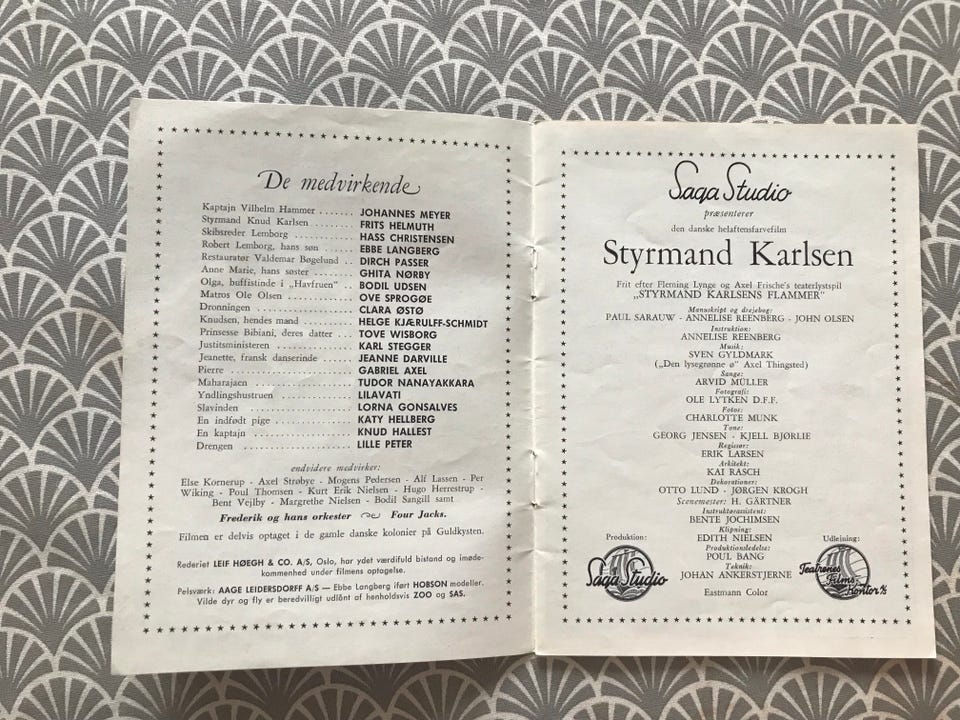 De medvirkende
Kaptajn Vilhelm Hammer ....... JOHANNES MEYER
Styrmand Knud Karlsen ........ FRITS HELMUTH
Skibsreder Lemborg ........... HASS CHRISTENSEN
Robert Lemborg, hans søn ..... EBBE LANGBERG
Restauratør Valdemar Bøgelund .. DIRCH PASSER
Anne Marie, hans søster ...... GHITA NØRBY
Olga, buffistinde i „Havfruen” .. BODIL UDSEN
Matros Ole Olsen ............. OVE SPROGØE
Dronningen ................... CLARA ØSTØ
Knudsen, hendes mand ......... HELGE KJÆRULFF-SCHMIDT
Prinsesse Bibiani, deres datter ... TOVE WISBORG
Justitsministeren ............ KARL STEGGER
Jeanette, fransk danserinde .. JEANNE DARVILLE
Pierre ....................... GABRIEL AXEL
Maharajaen ................... TUDOR NANAYAKKARA
Yndlingshustruen ............. LILAVATI
Slavinden .................... LORNA GONSALVES
En indfødt pige .............. KATY HELLBERG
En kaptajn ................... KNUD HALLEST
Drengen ...................... LILLE PETER
endvidere medvirker:
Else Kornerup - Axel Strøbye - Mogens Pedersen - Alf Lassen - Per
Wiking - Poul Thomsen - Kurt Erik Nielsen - Hugo Herrestrup -
Bent Vejlby - Margrethe Nielsen - Bodil Sangill samt
Frederik og hans orkester Four Jacks.
Filmen er delvis optaget i de gamle danske kolonier på Guldkysten.
Rederiet LEIF HØEGH & CO. A/S, Oslo, har ydet værdifuld bistand og imøde-
kommenhed under filmens optagelse.
Pelsværk: AAGE LEIDERSDORFF A/S — Ebbe Langberg iført HOBSON modeller.
Vilde dyr og fly er beredvilligt udlånt af henholdsvis ZOO og SAS.
Saga Studio
præsenterer
den danske helaftensfarvefilm
Styrmand Karlsen
Frit efter Fleming Lynge og Axel Frische's teaterlystspil
„STYRMAND KARLSENS FLAMMER”
Manuskript og drejebog:
PAUL SARAUW - ANNELISE REENBERG - JOHN OLSEN
Instruktion:
ANNELISE REENBERG
Musik:
SVEN GYLDMARK
(„Den lysegrønne ø” Axel Thingsted)
Sange:
ARVID MÜLLER
Fotografi:
OLE LYTKEN D.F.F.
Fotos:
CHARLOTTE MUNK
Tone:
GEORG JENSEN - KJELL BJØRLIE
Regissør:
ERIK LARSEN
Arkitekt:
KAI RASCH
Dekorationer:
OTTO LUND - JØRGEN KROGH
Scenemester: H. GÄRTNER
Instruktørassistent:
BENTE JOCHIMSEN
Klipning:
EDITH NIELSEN
Produktionsledelse:
POUL BANG
Teknik:
JOHAN ANKERSTJERNE
Eastmann Color
Produktion:
Saga Studio
Udlejning:
Teatrenes
Films-
Kontor A/S